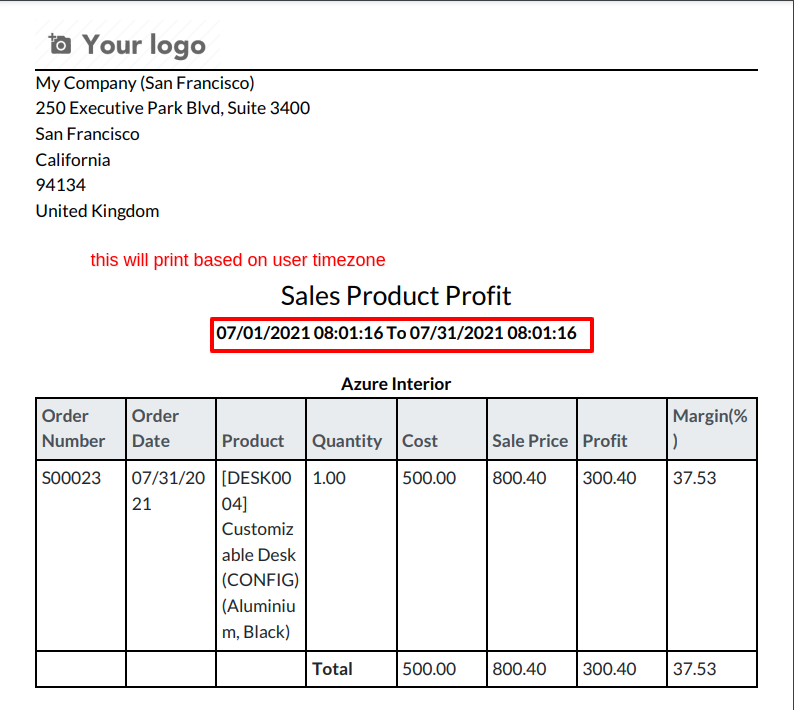 Your logo
My Company (San Francisco)
250 Executive Park Blvd, Suite 3400
San Francisco
California
94134
United Kingdom
this will print based on user timezone
Sales Product Profit
07/01/2021 08:01:16 To 07/31/2021 08:01:16
Azure Interior
Order Number Order Date Product Quantity Cost Sale Price Profit Margin(%)
S00023 07/31/2021 [DESK0004] Customizable Desk (CONFIG) (Aluminium, Black) 1.00 500.00 800.40 300.40 37.53
Total 500.00 800.40 300.40 37.53